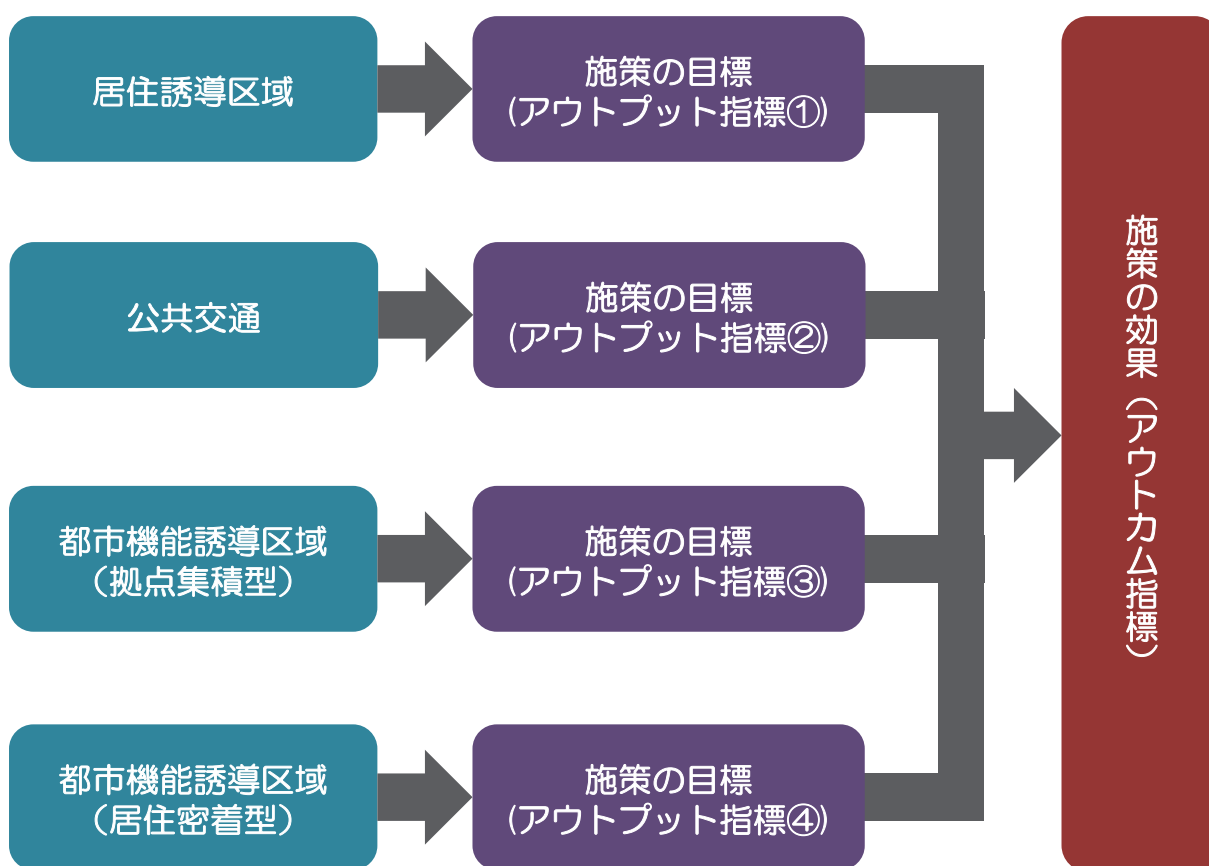 居住誘導区域
施策の目標
(アウトプット指標①)
公共交通
施策の目標
(アウトプット指標②)
都市機能誘導区域
（拠点集積型）
施策の目標
(アウトプット指標③)
都市機能誘導区域
（居住密着型）
施策の目標
(アウトプット指標④)
施策の効果（アウトカム指標）